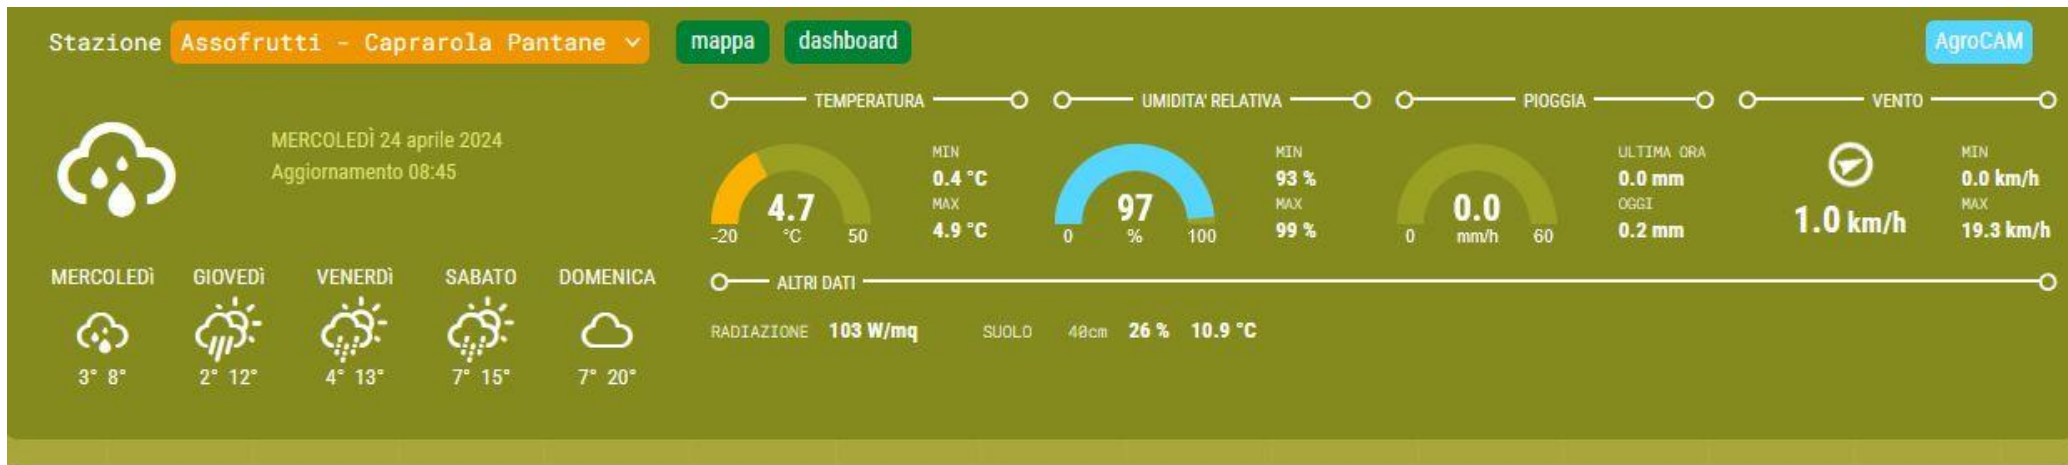 Stazione Assofrutti - Caprarola Pantane mappa dashboard AgroCAM
MERCOLEDÌ 24 aprile 2024
Aggiornamento 08:45
MERCOLEDÌ GIOVEDÌ VENERDÌ SABATO DOMENICA
3° 8° 2° 12° 4° 13° 7° 15° 7° 20°
TEMPERATURA
4.7
-20 °C 50
MIN
0.4 °C
MAX
4.9 °C
UMIDITA' RELATIVA
97
0 % 100
MIN
93 %
MAX
99 %
PIOGGIA
0.0
0 mm/h 60
ULTIMA ORA
0.0 mm
OGGI
0.2 mm
VENTO
1.0 km/h
MIN
0.0 km/h
MAX
19.3 km/h
ALTRI DATI
RADIAZIONE 103 W/mq SUOLO 40cm 26 % 10.9 °C